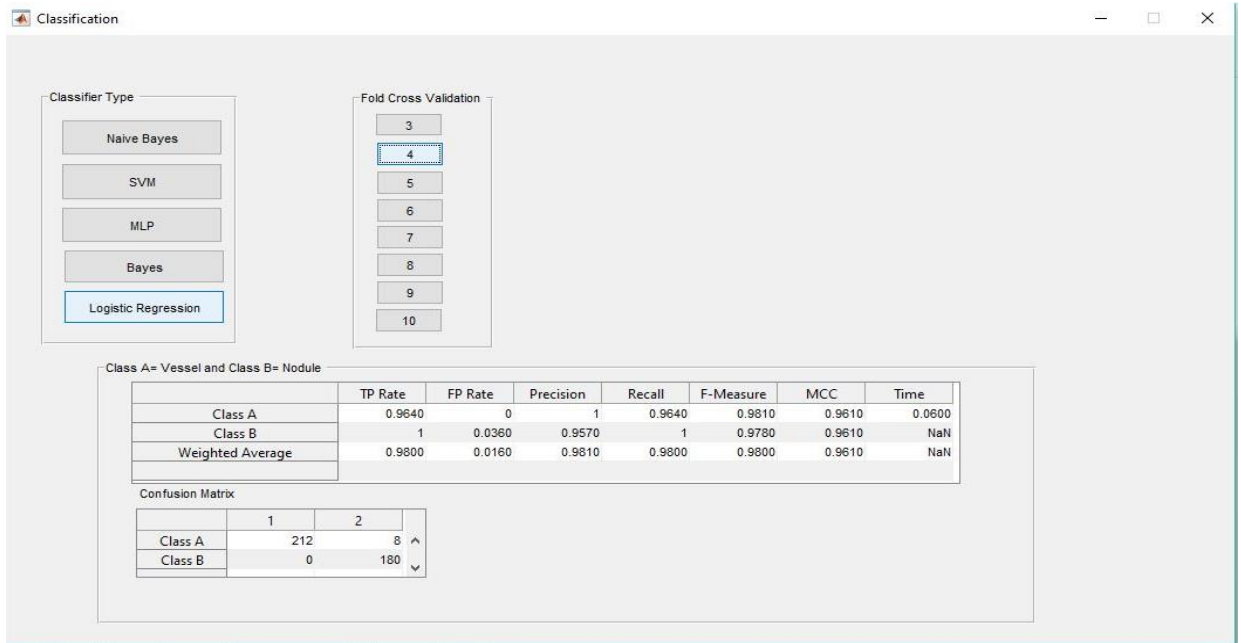 Classification
Classifier Type
Naive Bayes
SVM
MLP
Bayes
Logistic Regression
Fold Cross Validation
3
4
5
6
7
8
9
10
Class A= Vessel and Class B= Nodule
TP Rate FP Rate Precision Recall F-Measure MCC Time
Class A 0.9640 0 1 0.9640 0.9810 0.9610 0.0600
Class B 1 0.0360 0.9570 1 0.9780 0.9610 NaN
Weighted Average 0.9800 0.0160 0.9810 0.9800 0.9800 0.9610 NaN
Confusion Matrix
1 2
Class A 212 8
Class B 0 180